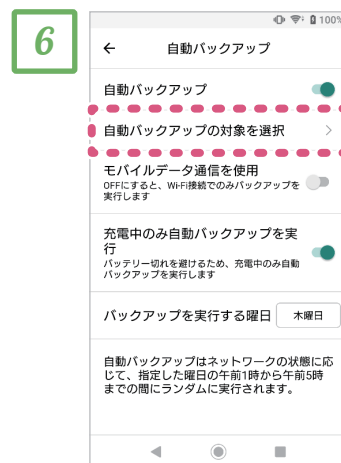 6
100%
自動バックアップ
自動バックアップ
自動バックアップの対象を選択
モバイルデータ通信を使用
OFFにすると、Wi-Fi接続でのみバックアップを
実行します
充電中のみ自動バックアップを実
行
バッテリー切れを避けるため、充電中のみ自動
バックアップを実行します
バックアップを実行する曜日 木曜日
自動バックアップはネットワークの状態に応
じて、指定した曜日の午前1時から午前5時
までの間にランダムに実行されます。